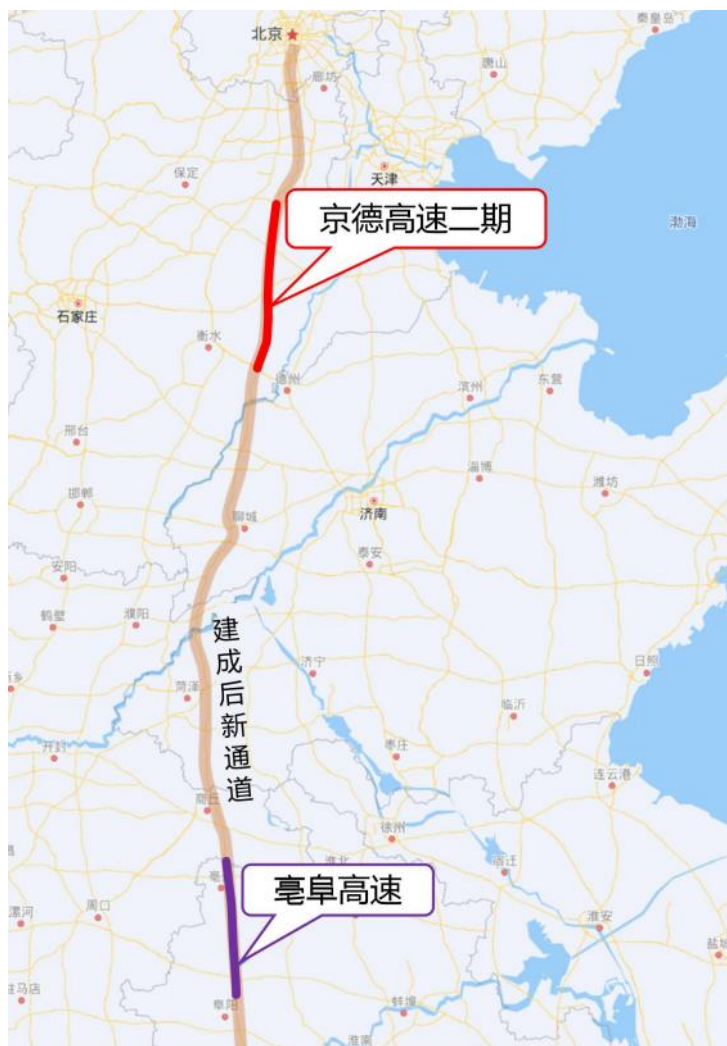 秦皇岛
北京
唐山
廊坊
保定
天津
京德高速二期
渤海
石家庄
衡水
德州
滨州
东营
邢台
淄博
潍坊
邯郸
聊城
济南
安阳
泰安
鹤壁
濮阳
建成后新通道
济宁
日照
乡
菏泽
临沂
开封
枣庄
连云港
商丘
徐州
淮北
宿迁
亳
亳阜高速
周口
漯河
淮安
盐城
驻马店
阜阳
蚌埠
淮南